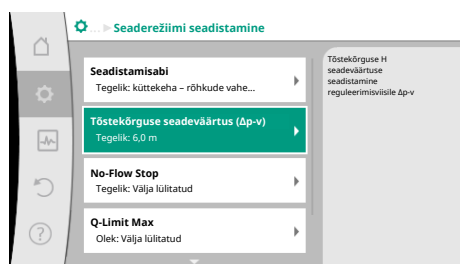 ... Seaderežiimi seadistamine
Seadistamisabi
Tegelik: küttekeha – rõhkude vahe...
Tõstekõrguse seadeväärtus (Δp-v)
Tegelik: 6,0 m
No-Flow Stop
Tegelik: Välja lülitatud
Q-Limit Max
Olek: Välja lülitatud
Tõstekõrguse H
seadeväärtuse
seadistamine
reguleerimisviisile Δp-v